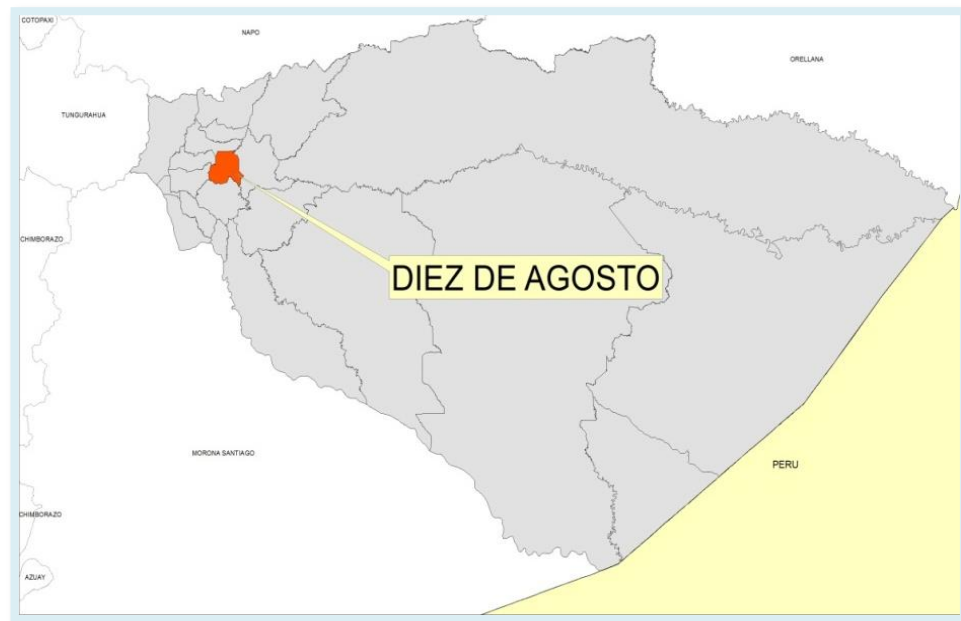 COTOPAXI
NAPO
ORELLANA
TUNGURAHUA
CHIMBORAZO
DIEZ DE AGOSTO
MORONA SANTIAGO
PERU
CHIMBORAZO
AZUAY